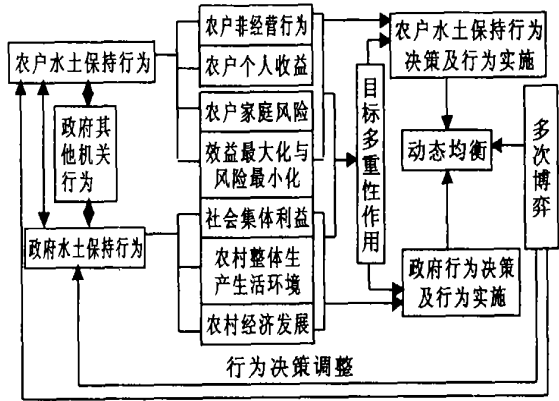 农户水土保持行为
政府其
他机关
行为
政府水土保持行为
农户非经营行为
农户个人收益
农户家庭风险
效益最大化与
风险最小化
社会集体利益
农村整体生
产生活环境
农村经济发展
目标多重性作用
农户水土保持行为
决策及行为实施
动态均衡
政府行为决策
及行为实施
多次博弈
行为决策调整